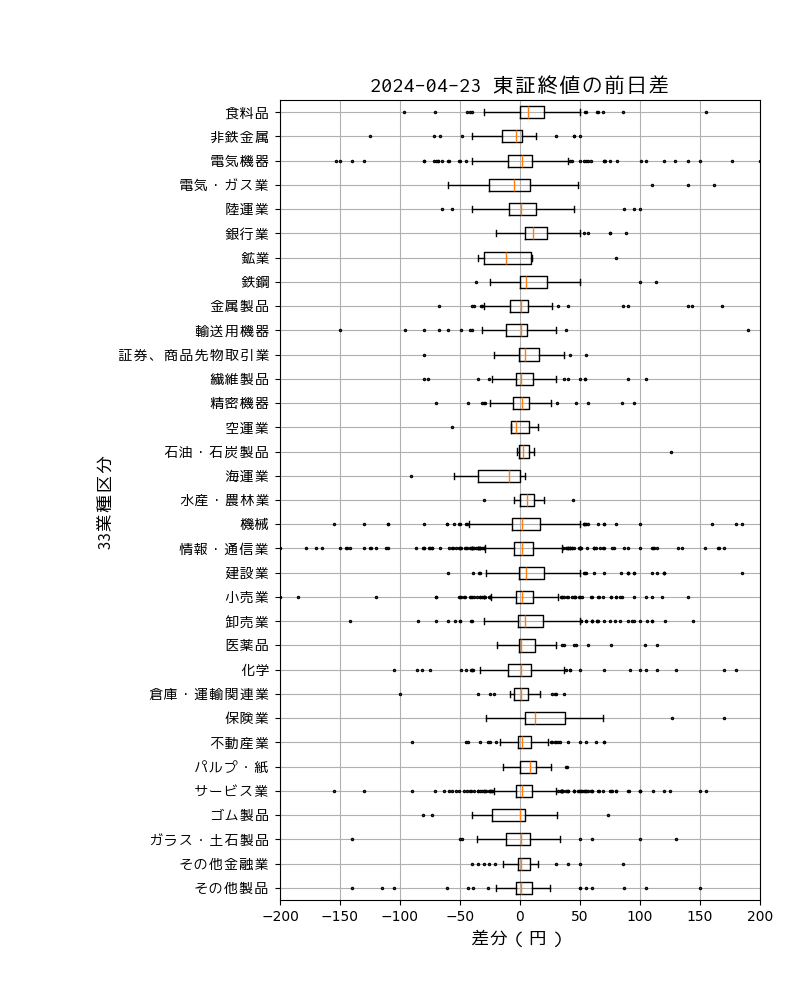 2024-04-23 東証終値の前日差
食料品
非鉄金属
電気機器
電気・ガス業
陸運業
銀行業
鉱業
鉄鋼
金属製品
輸送用機器
証券、商品先物取引業
繊維製品
精密機器
空運業
石油・石炭製品
海運業
水産・農林業
機械
情報・通信業
建設業
小売業
卸売業
医薬品
化学
倉庫・運輸関連業
保険業
不動産業
パルプ・紙
サービス業
ゴム製品
ガラス・土石製品
その他金融業
その他製品
33業種区分
−200 −150 −100 −50 0 50 100 150 200
差分（円）